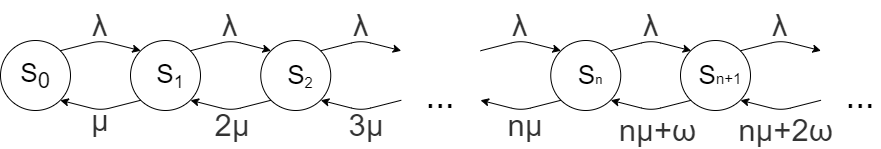 λ λ λ λ λ λ
S₀ S₁ S₂ ... Sₙ Sₙ₊₁ ...
μ 2μ 3μ nμ nμ+ω nμ+2ω